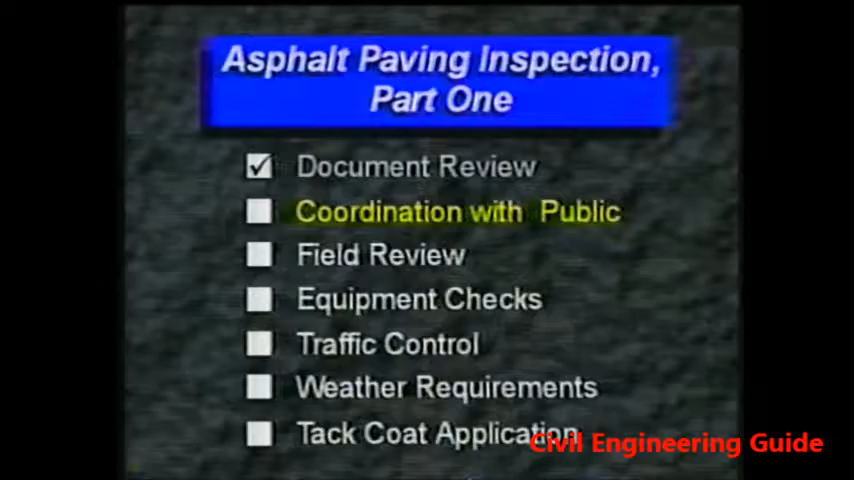 Asphalt Paving Inspection,
Part One
Document Review
Coordination with Public
Field Review
Equipment Checks
Traffic Control
Weather Requirements
Tack Coat Application
Civil Engineering Guide